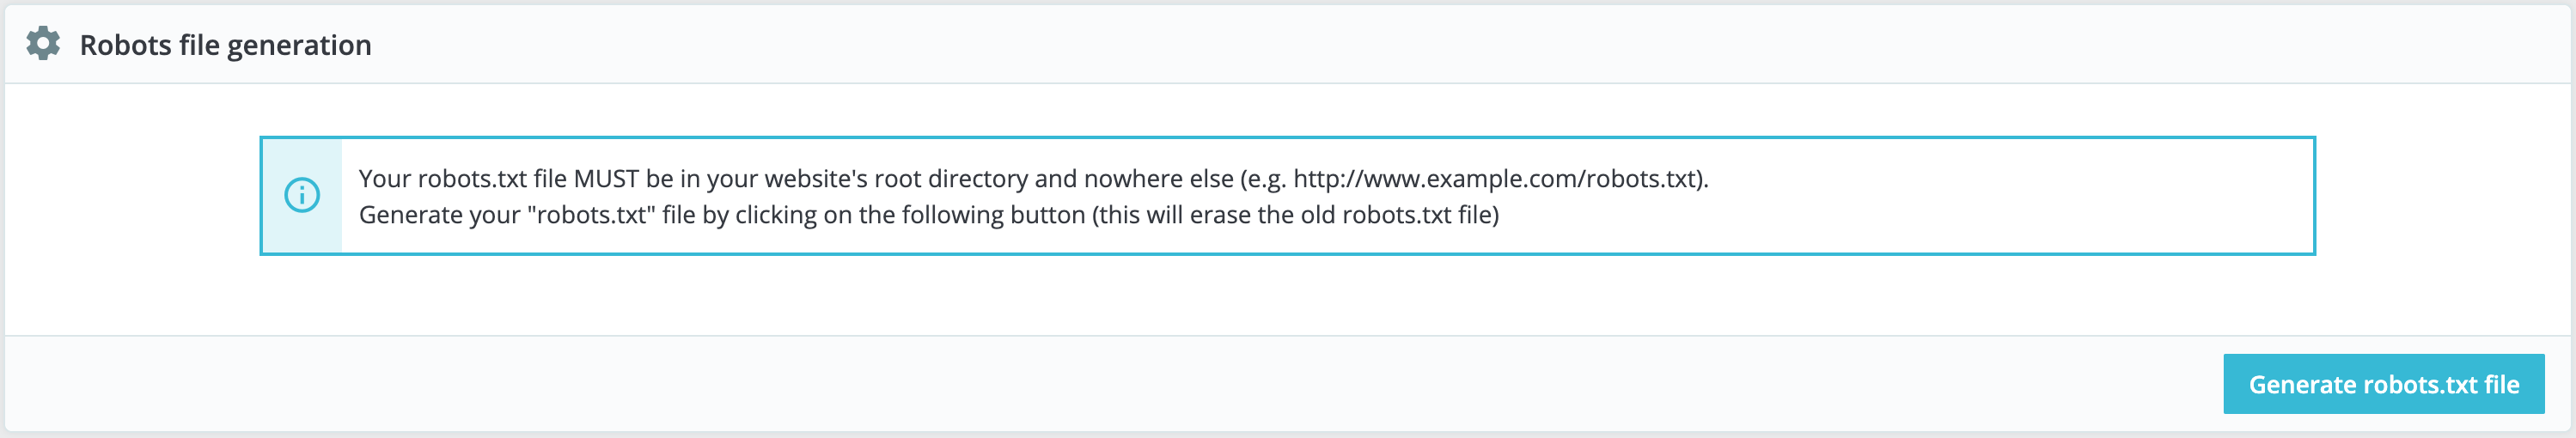 Robots file generation
Your robots.txt file MUST be in your website's root directory and nowhere else (e.g. http://www.example.com/robots.txt).
Generate your "robots.txt" file by clicking on the following button (this will erase the old robots.txt file)
Generate robots.txt file